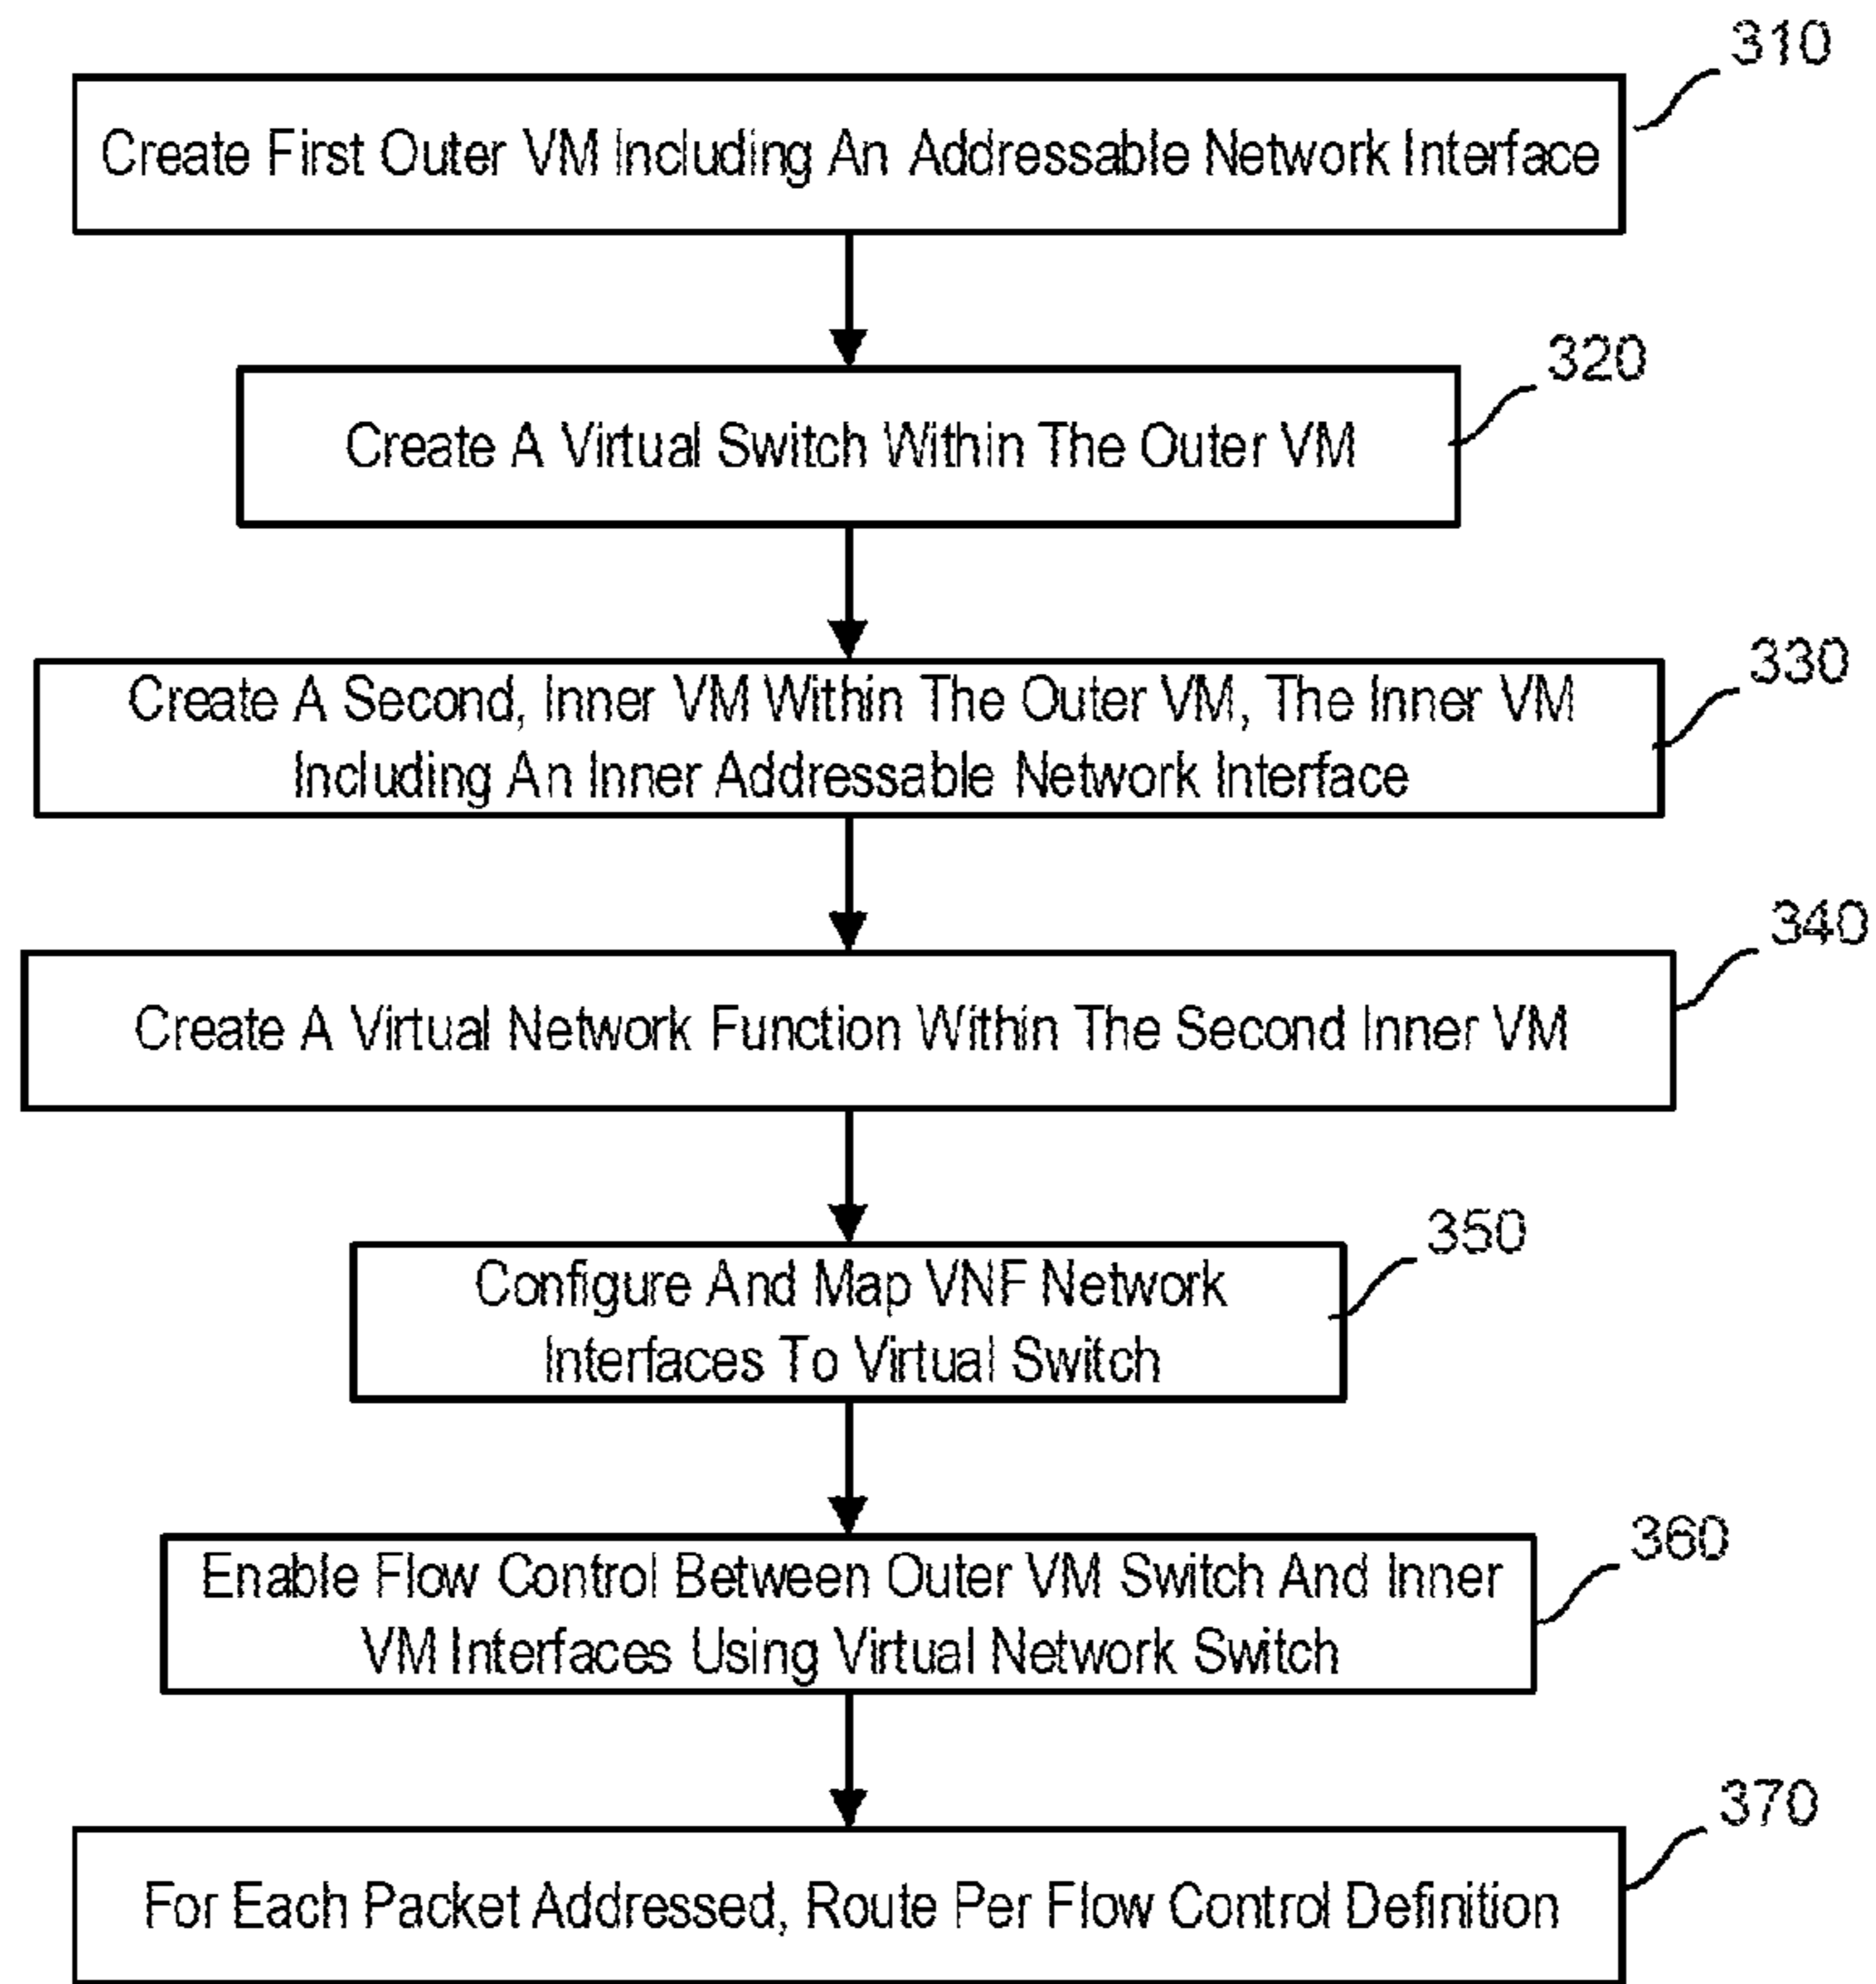 310
Create First Outer VM Including An Addressable Network Interface
320
Create A Virtual Switch Within The Outer VM
330
Create A Second, Inner VM Within The Outer VM, The Inner VM
Including An Inner Addressable Network Interface
340
Create A Virtual Network Function Within The Second Inner VM
350
Configure And Map VNF Network
Interfaces To Virtual Switch
360
Enable Flow Control Between Outer VM Switch And Inner
VM Interfaces Using Virtual Network Switch
370
For Each Packet Addressed, Route Per Flow Control Definition